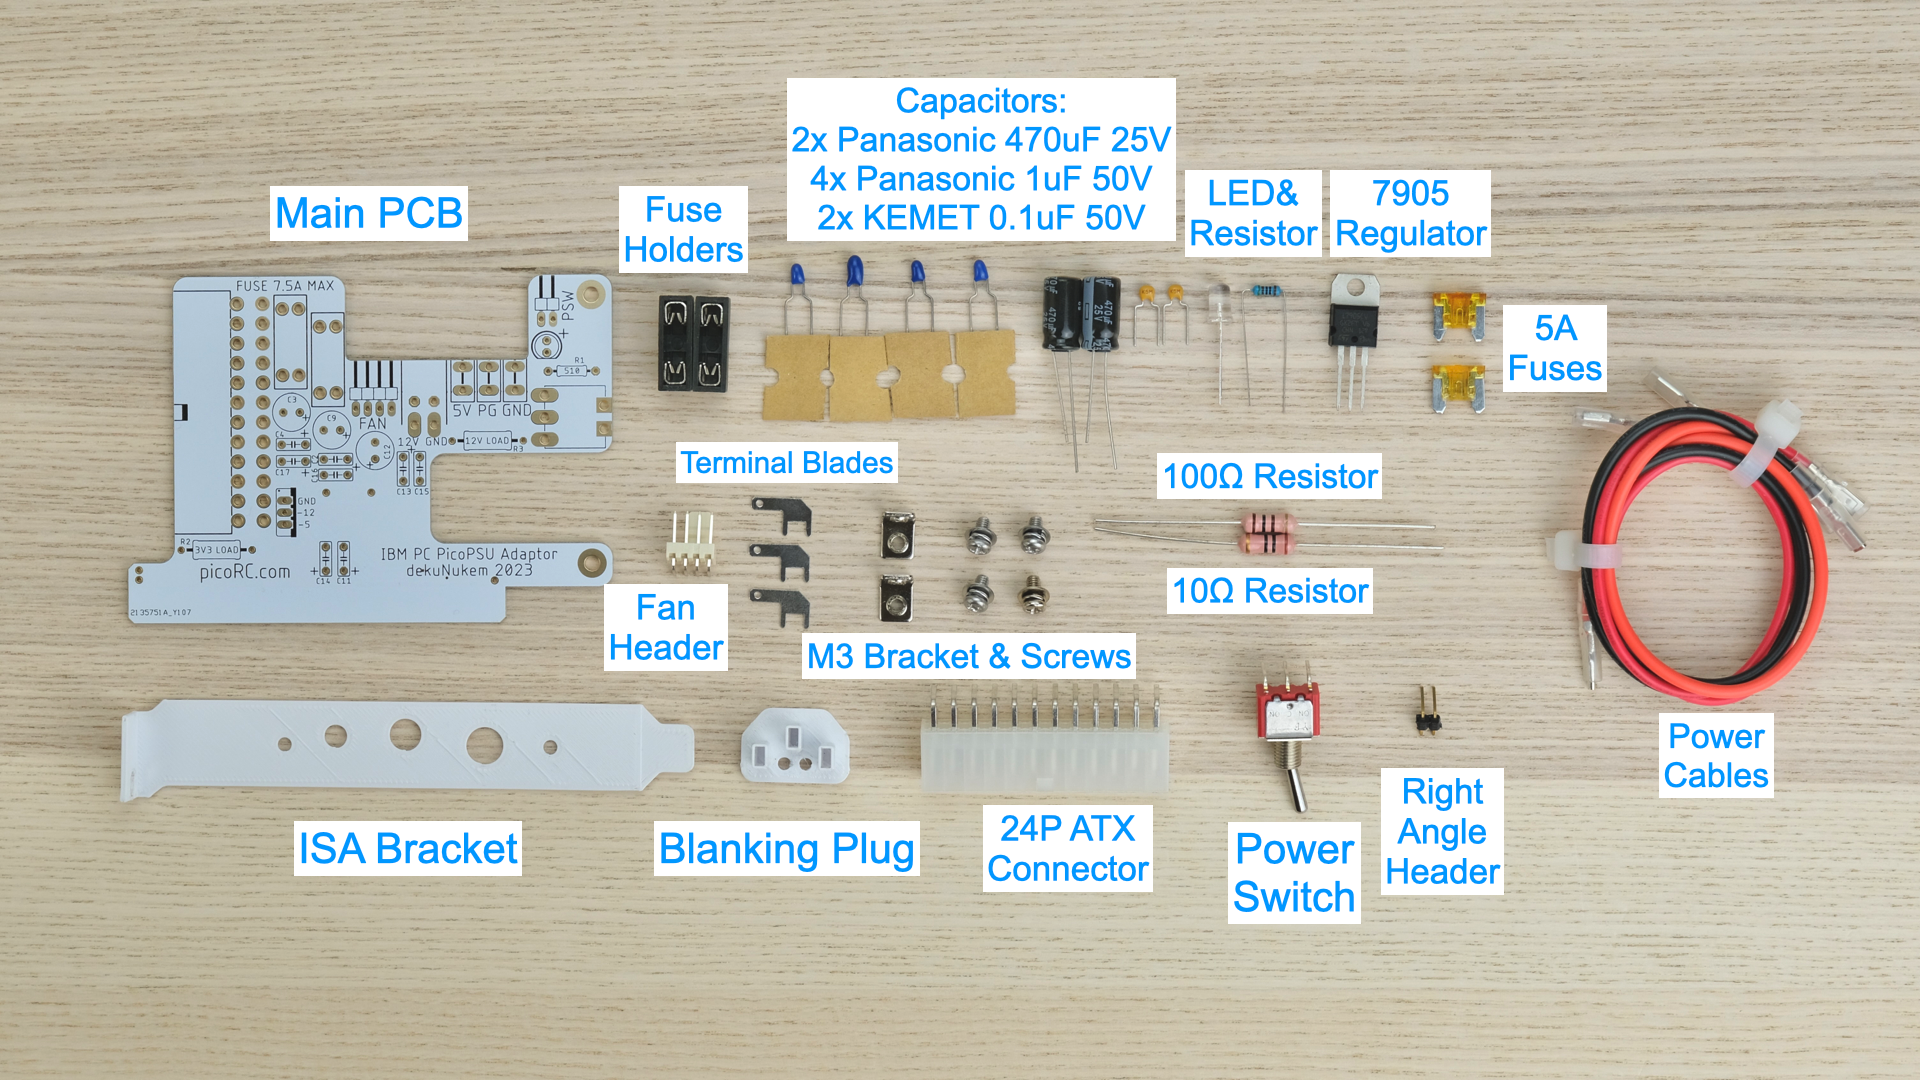 Capacitors:
2x Panasonic 470uF 25V
4x Panasonic 1uF 50V
2x KEMET 0.1uF 50V
Main PCB
Fuse
Holders
LED&
Resistor
7905
Regulator
5A
Fuses
FUSE 7.5A MAX
PSW
+
R1
510
C3
C9
C4
C17
C12
FAN
5V PG GND
12V GND
12V LOAD
R3
C13 C15
GND
-12
-5
R2
3V3 LOAD
picoRC.com
IBM PC PicoPSU Adaptor
dekuNukem 2023
C14 C11
2135751A_Y107
470uF
25V
Terminal Blades
100Ω Resistor
10Ω Resistor
Fan
Header
M3 Bracket & Screws
Power
Cables
ISA Bracket
Blanking Plug
24P ATX
Connector
Power
Switch
Right
Angle
Header